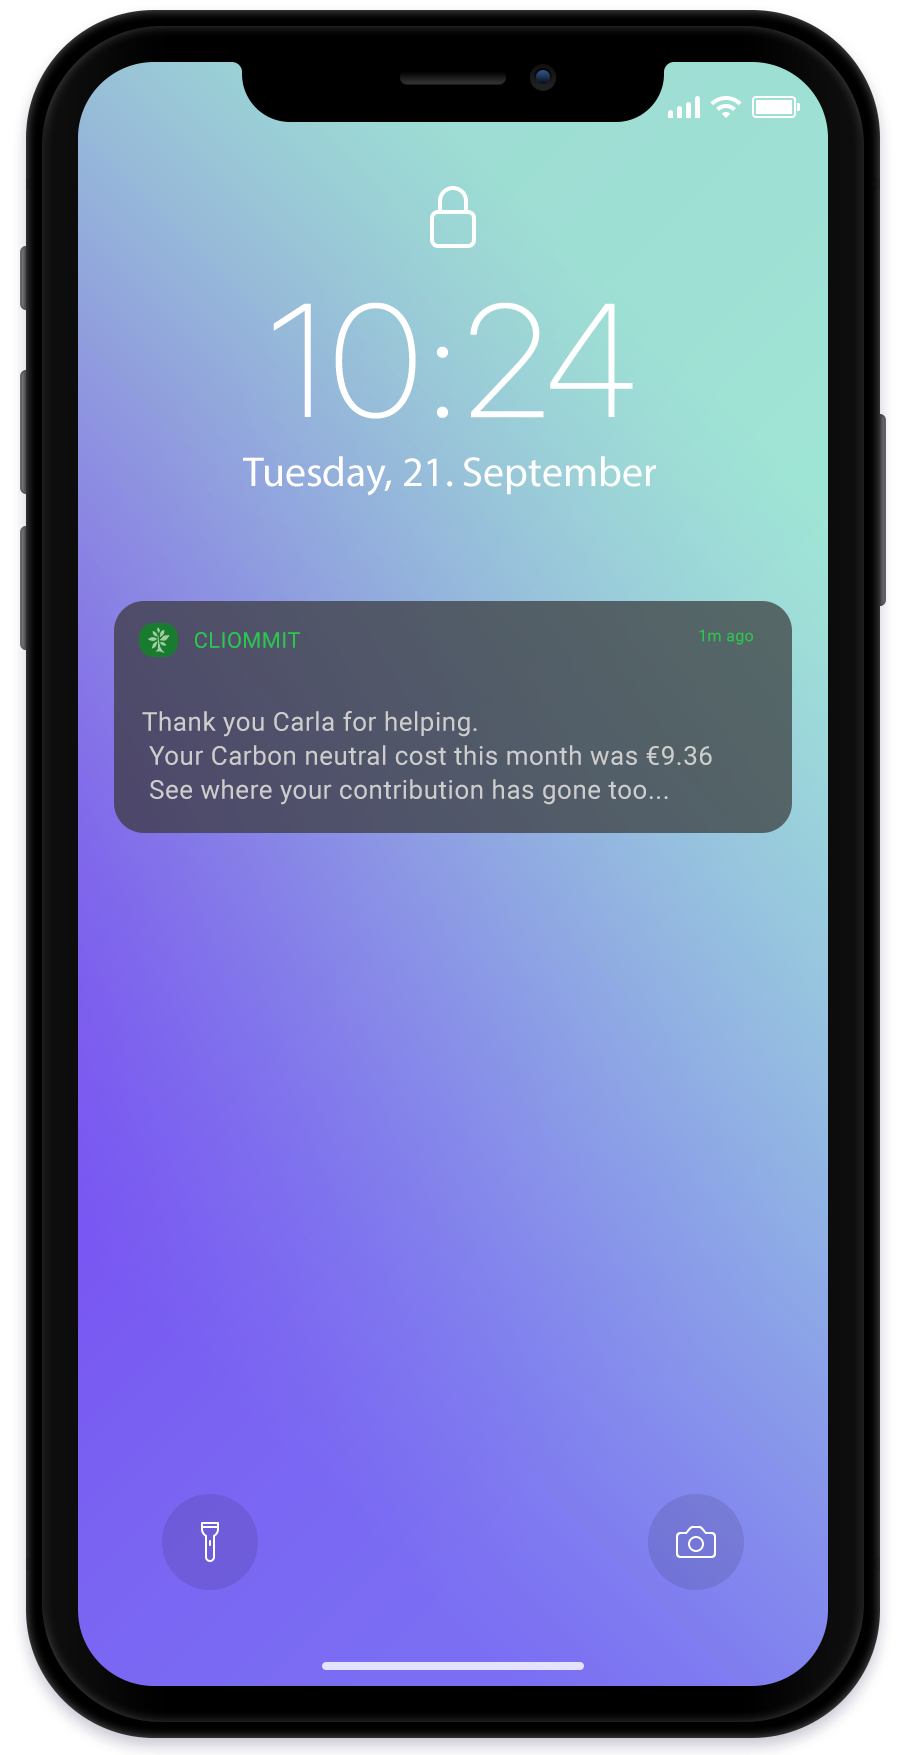 10:24
Tuesday, 21. September
CLIOMMIT
1m ago
Thank you Carla for helping.
Your Carbon neutral cost this month was €9.36
See where your contribution has gone too...